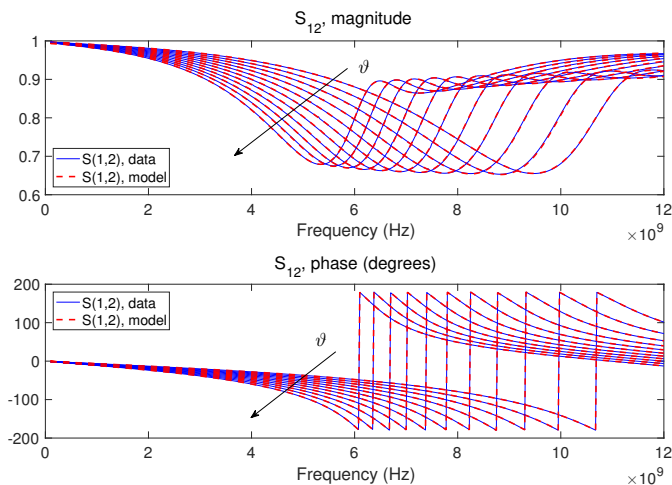 S12, magnitude
1
0.9
0.8
0.7
0.6
ϑ
S(1,2), data
S(1,2), model
0 2 4 6 8 10 12
Frequency (Hz)
×10^9
S12, phase (degrees)
200
100
0
-100
-200
S(1,2), data
S(1,2), model
ϑ
0 2 4 6 8 10 12
Frequency (Hz)
×10^9